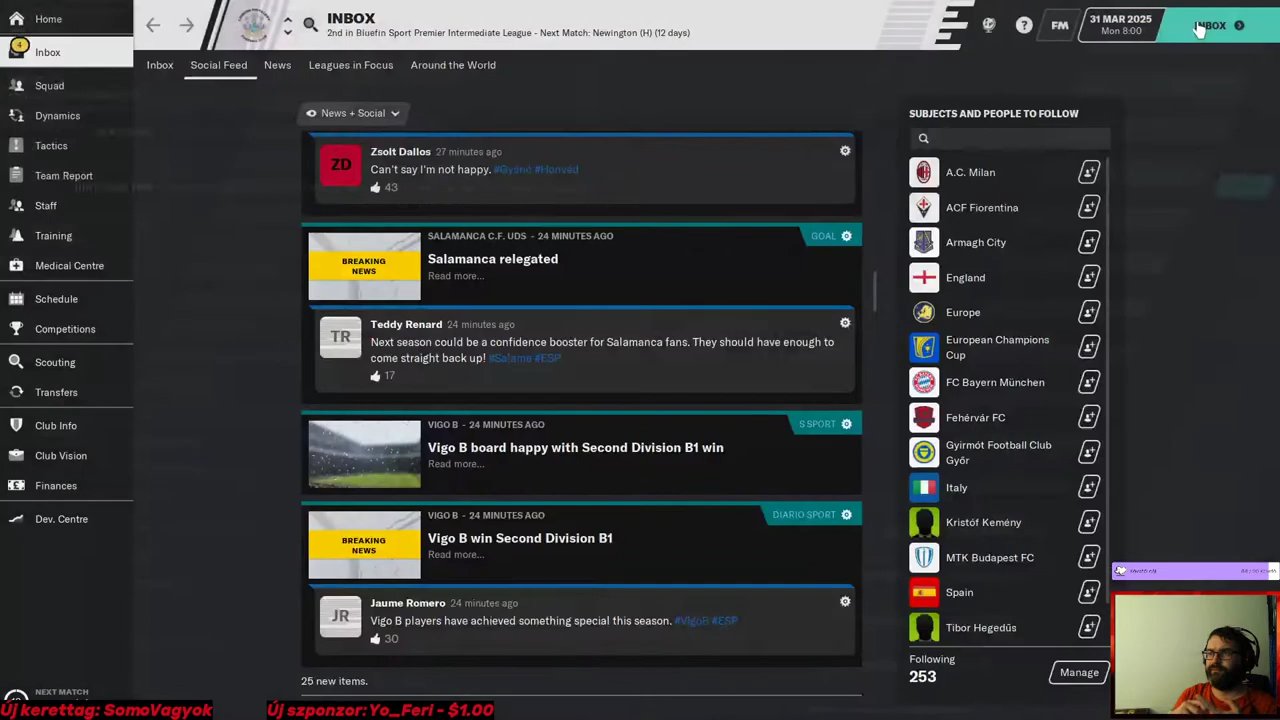 Home
4
Inbox
Squad
Dynamics
Tactics
Team Report
Staff
Training
Medical Centre
Schedule
Competitions
Scouting
Transfers
Club Info
Club Vision
Finances
Dev. Centre
NEXT MATCH
INBOX
2nd in Bluefin Sport Premier Intermediate League - Next Match: Newington (H) (12 days)
?
FM
31 MAR 2025
Mon 8:00
INBOX
Inbox
Social Feed
News
Leagues in Focus
Around the World
News + Social
ZD
Zsolt Dallos 27 minutes ago
Can't say I'm not happy. #Gyirmó #Honvéd
43
BREAKING
NEWS
SALAMANCA C.F. UDS - 24 MINUTES AGO
GOAL
Salamanca relegated
Read more...
TR
Teddy Renard 24 minutes ago
Next season could be a confidence booster for Salamanca fans. They should have enough to
come straight back up! #Salama #ESP
17
VIGO B - 24 MINUTES AGO
S SPORT
Vigo B board happy with Second Division B1 win
Read more...
BREAKING
NEWS
VIGO B - 24 MINUTES AGO
DIARIO SPORT
Vigo B win Second Division B1
Read more...
JR
Jaume Romero 24 minutes ago
Vigo B players have achieved something special this season. #VigoB #ESP
30
25 new items.
SUBJECTS AND PEOPLE TO FOLLOW
A.C. Milan
ACF Fiorentina
Armagh City
England
Europe
European Champions
Cup
FC Bayern München
Fehérvár FC
Gyirmót Football Club
Győr
Italy
Kristóf Kemény
MTK Budapest FC
Spain
Tibor Hegedűs
Following
253
Manage
Új kerettag: SomoVagyok
Új szponzor: Yo_Feri - $1.00